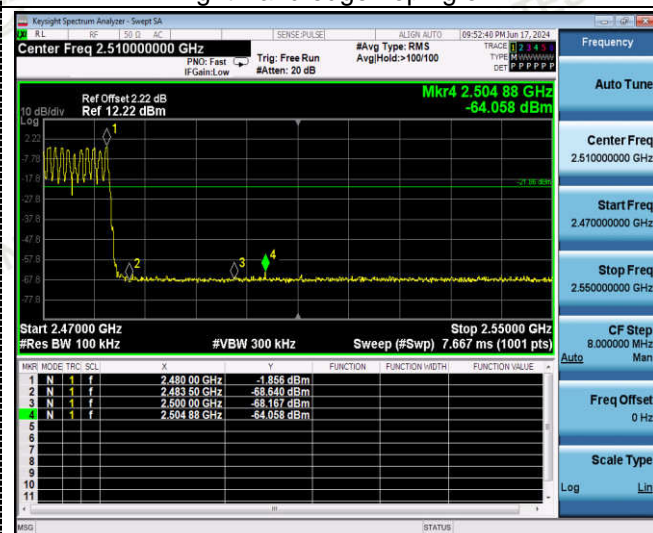 Keysight Spectrum Analyzer - Swept SA
RL RF 50 Ω AC SENSE:PULSE ALIGN AUTO 09:52:40 PM Jun 17, 2024
Center Freq 2.510000000 GHz
PNO: Fast
IFGain:Low
Trig: Free Run
#Atten: 20 dB
#Avg Type: RMS
Avg|Hold:>100/100
TRACE 1 2 3 4 5 6
TYPE M W W W W W
DET P P P P P P
Ref Offset 2.22 dB
10 dB/div Ref 12.22 dBm
Log
Mkr4 2.504 88 GHz
-64.058 dBm
1
2.22
-7.78
-17.8
-21.86 dBm
-27.8
-37.8
-47.8
-57.8
2 3 4
-67.8
-77.8
Start 2.47000 GHz Stop 2.55000 GHz
#Res BW 100 kHz #VBW 300 kHz Sweep (#Swp) 7.667 ms (1001 pts)
MKR MODE TRC SCL X Y FUNCTION FUNCTION WIDTH FUNCTION VALUE
1 N 1 f 2.480 00 GHz -1.856 dBm
2 N 1 f 2.483 50 GHz -68.640 dBm
3 N 1 f 2.500 00 GHz -68.167 dBm
4 N 1 f 2.504 88 GHz -64.058 dBm
5
6
7
8
9
10
11
MSG STATUS
Frequency
Auto Tune
Center Freq
2.510000000 GHz
Start Freq
2.470000000 GHz
Stop Freq
2.550000000 GHz
CF Step
8.000000 MHz
Auto Man
Freq Offset
0 Hz
Scale Type
Log Lin